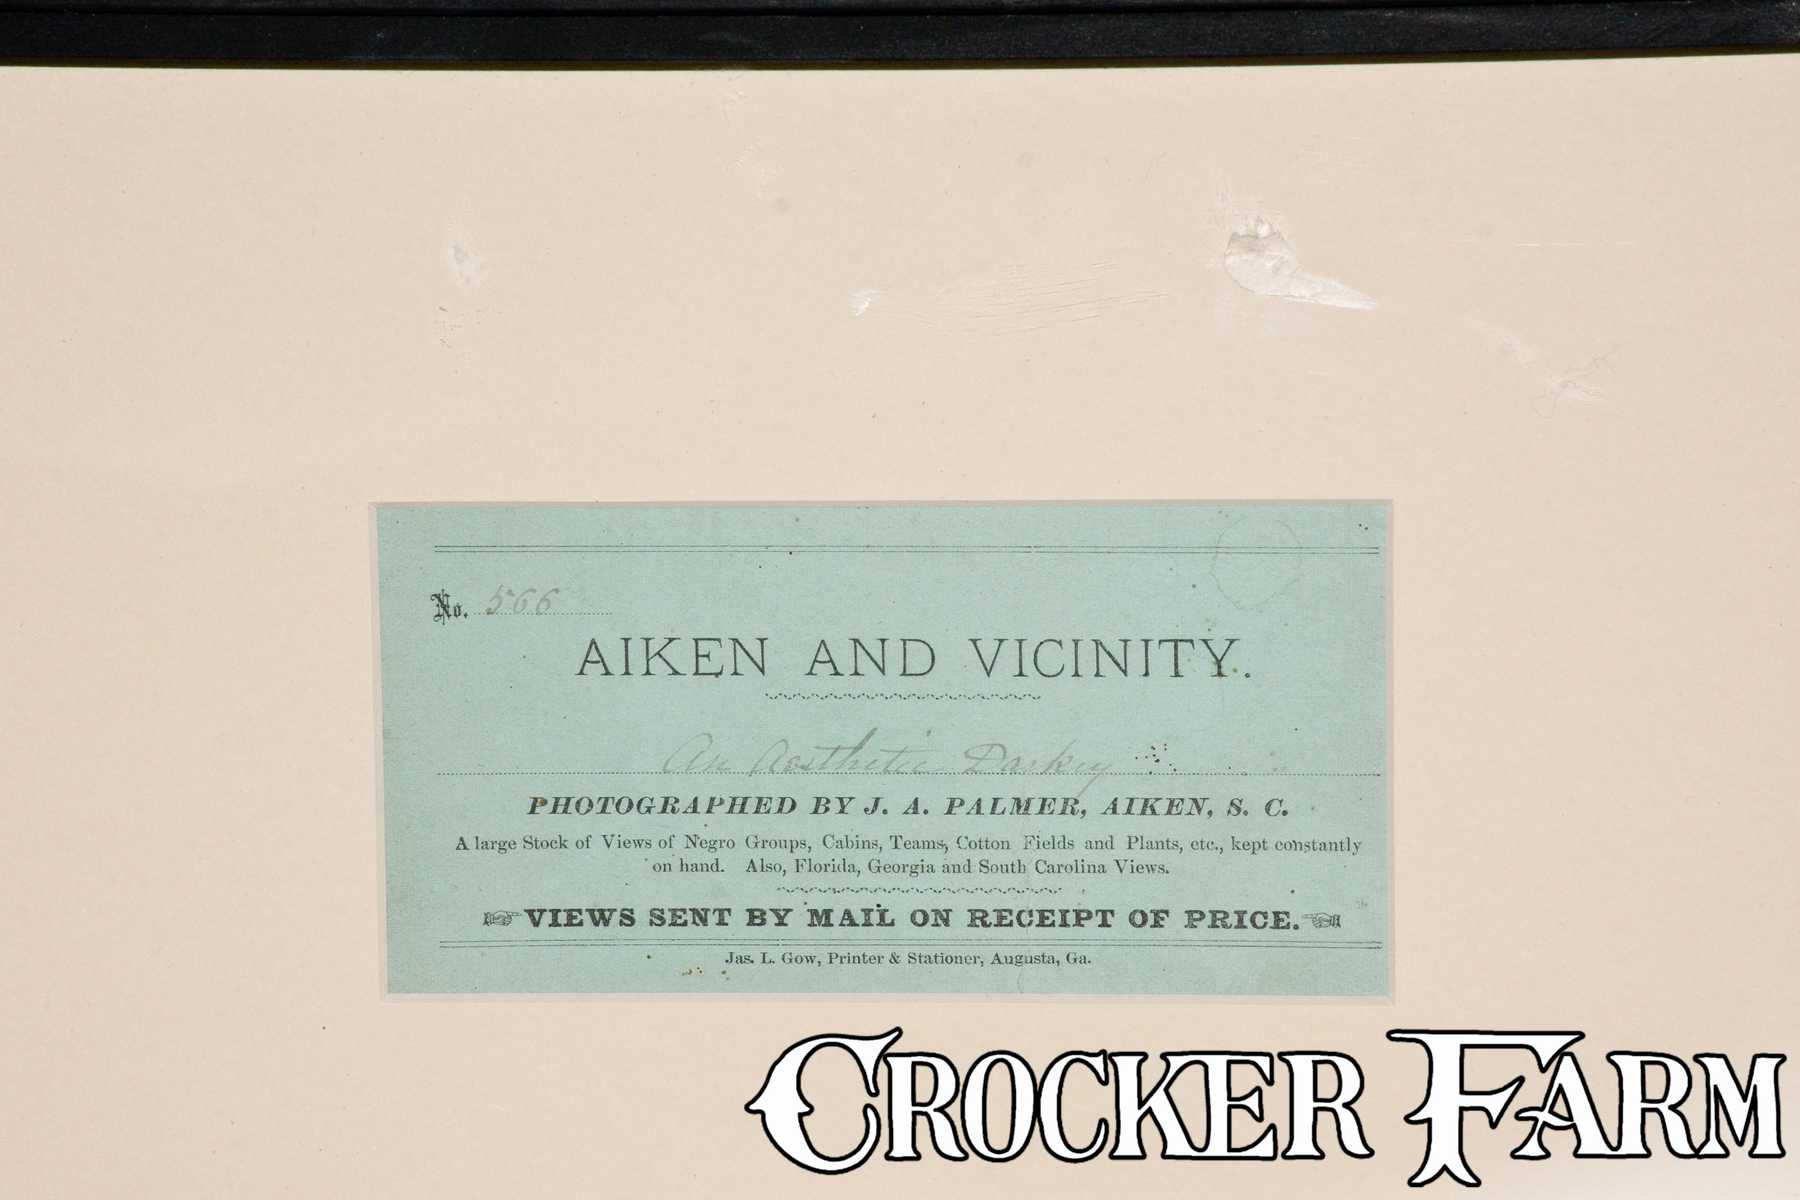 No. 566
AIKEN AND VICINITY.
An Aesthetic Darkey
PHOTOGRAPHED BY J. A. PALMER, AIKEN, S. C.
A large Stock of Views of Negro Groups, Cabins, Teams, Cotton Fields and Plants, etc., kept constantly
on hand. Also, Florida, Georgia and South Carolina Views.
VIEWS SENT BY MAIL ON RECEIPT OF PRICE.
Jas. L. Gow, Printer & Stationer, Augusta, Ga.
CROCKER FARM